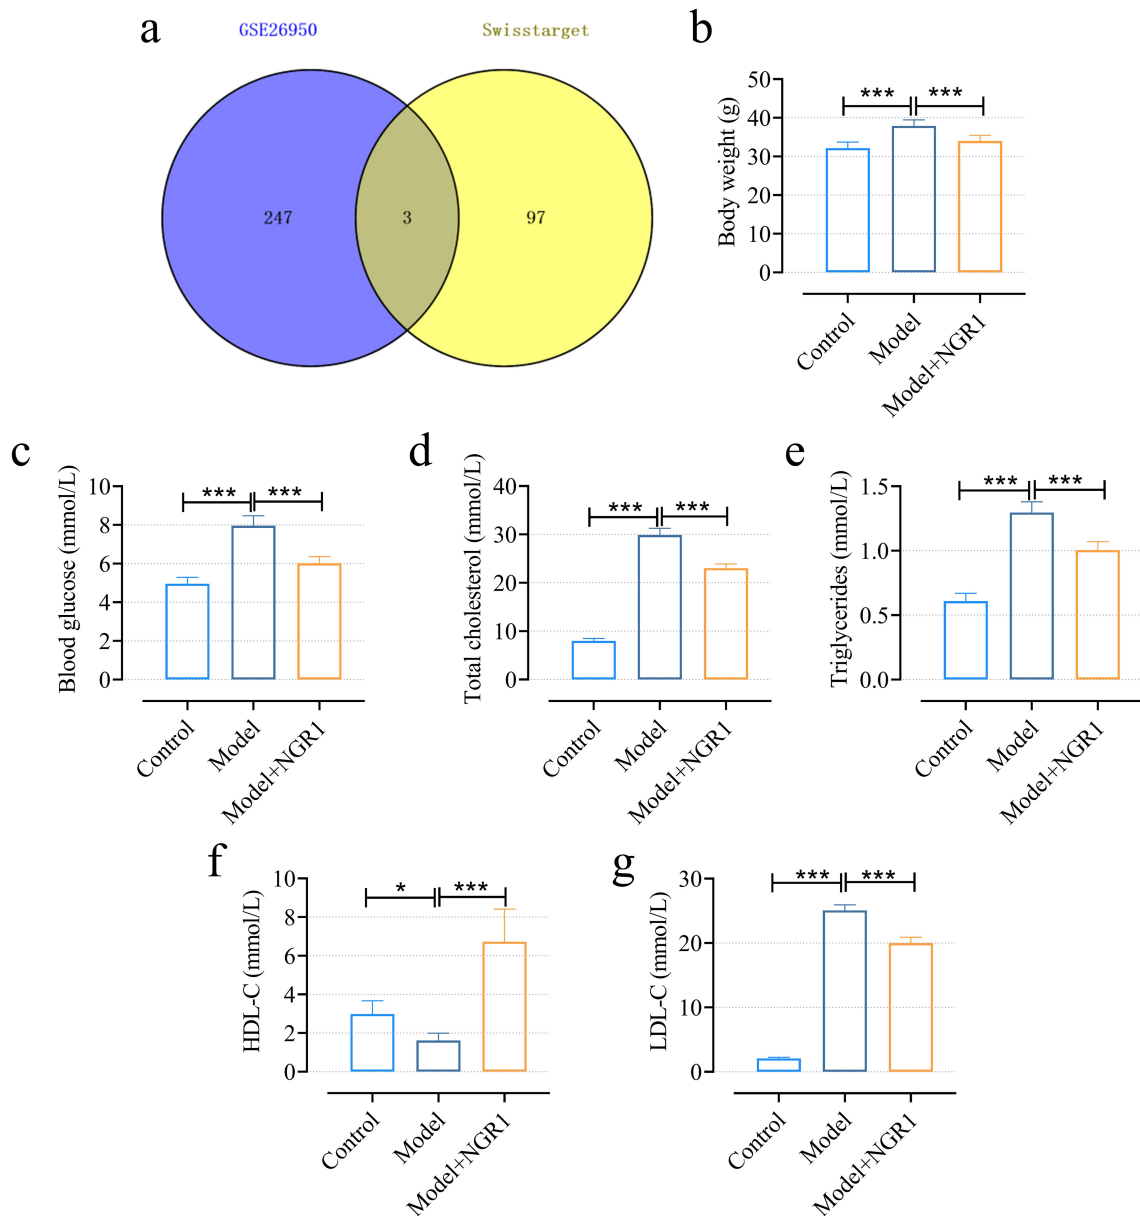 a
GSE26950
Swisstarget
247
3
97
b
Body weight (g)
50
40
30
20
10
0
***
***
Control
Model
Model+NGR1
c
Blood glucose (mmol/L)
10
8
6
4
2
0
***
***
Control
Model
Model+NGR1
d
Total cholesterol (mmol/L)
40
30
20
10
0
***
***
Control
Model
Model+NGR1
e
Triglycerides (mmol/L)
1.5
1.0
0.5
0.0
***
***
Control
Model
Model+NGR1
f
HDL-C (mmol/L)
10
8
6
4
2
0
*
***
Control
Model
Model+NGR1
g
LDL-C (mmol/L)
30
20
10
0
***
***
Control
Model
Model+NGR1